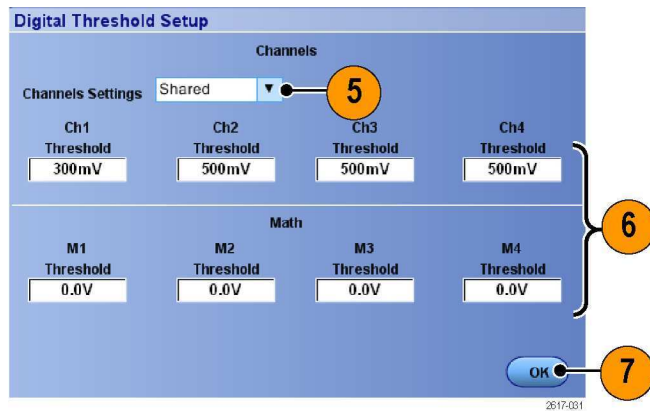 Digital Threshold Setup
Channels
Channels Settings Shared 5
Ch1 Ch2 Ch3 Ch4
Threshold Threshold Threshold Threshold
300mV 500mV 500mV 500mV
6
Math
M1 M2 M3 M4
Threshold Threshold Threshold Threshold
0.0V 0.0V 0.0V 0.0V
OK 7
2617-031